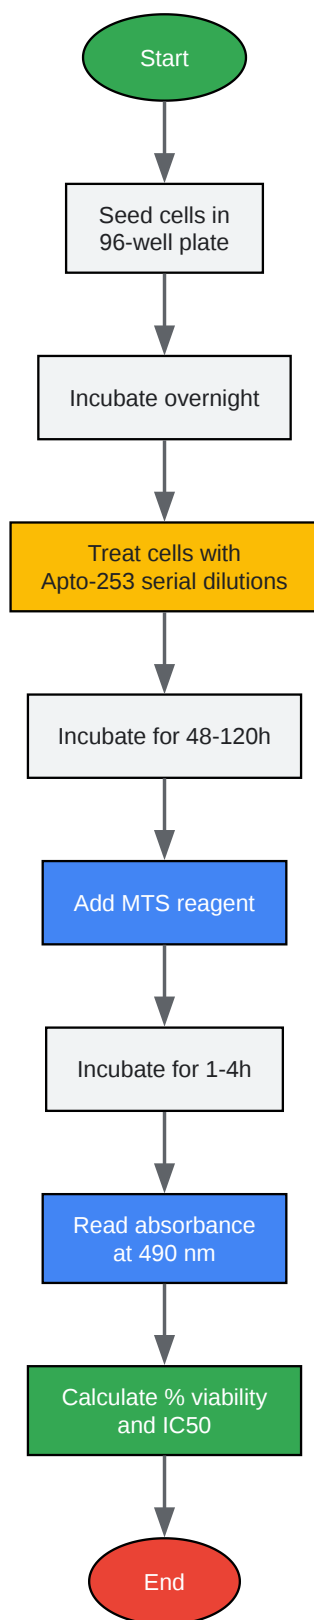 Start
Seed cells in
96-well plate
Incubate overnight
Treat cells with
Apto-253 serial dilutions
Incubate for 48-120h
Add MTS reagent
Incubate for 1-4h
Read absorbance
at 490 nm
Calculate % viability
and IC50
End